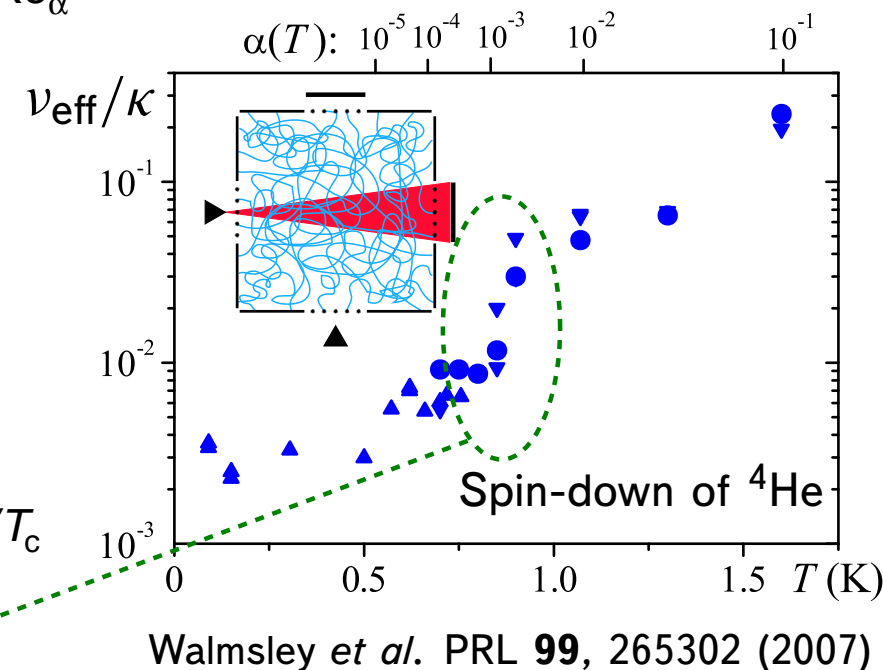 α(T): 10⁻⁵ 10⁻⁴ 10⁻³ 10⁻² 10⁻¹
ν_eff/κ
10⁻¹
10⁻²
10⁻³
Spin-down of ⁴He
/T_c
0 0.5 1.0 1.5 T (K)
Walmsley et al. PRL 99, 265302 (2007)